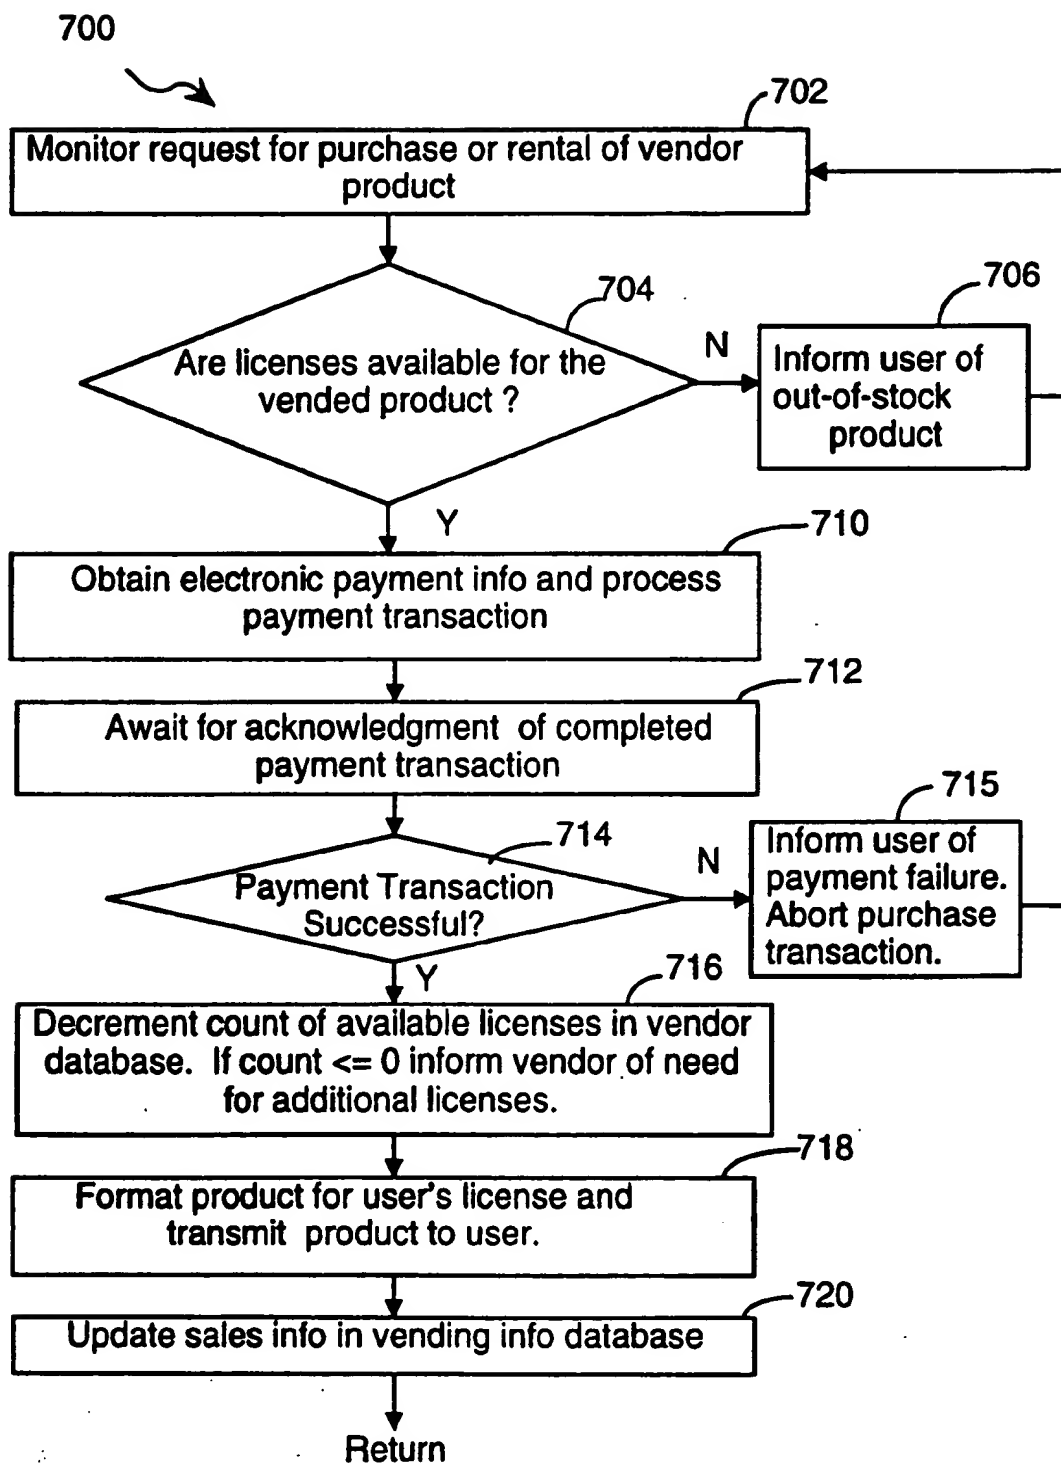 700
702
Monitor request for purchase or rental of vendor
product
704
Are licenses available for the
vended product ?
N
706
Inform user of
out-of-stock
product
Y
710
Obtain electronic payment info and process
payment transaction
712
Await for acknowledgment of completed
payment transaction
714
Payment Transaction
Successful?
N
715
Inform user of
payment failure.
Abort purchase
transaction.
Y
716
Decrement count of available licenses in vendor
database. If count <= 0 inform vendor of need
for additional licenses.
718
Format product for user's license and
transmit product to user.
720
Update sales info in vending info database
Return